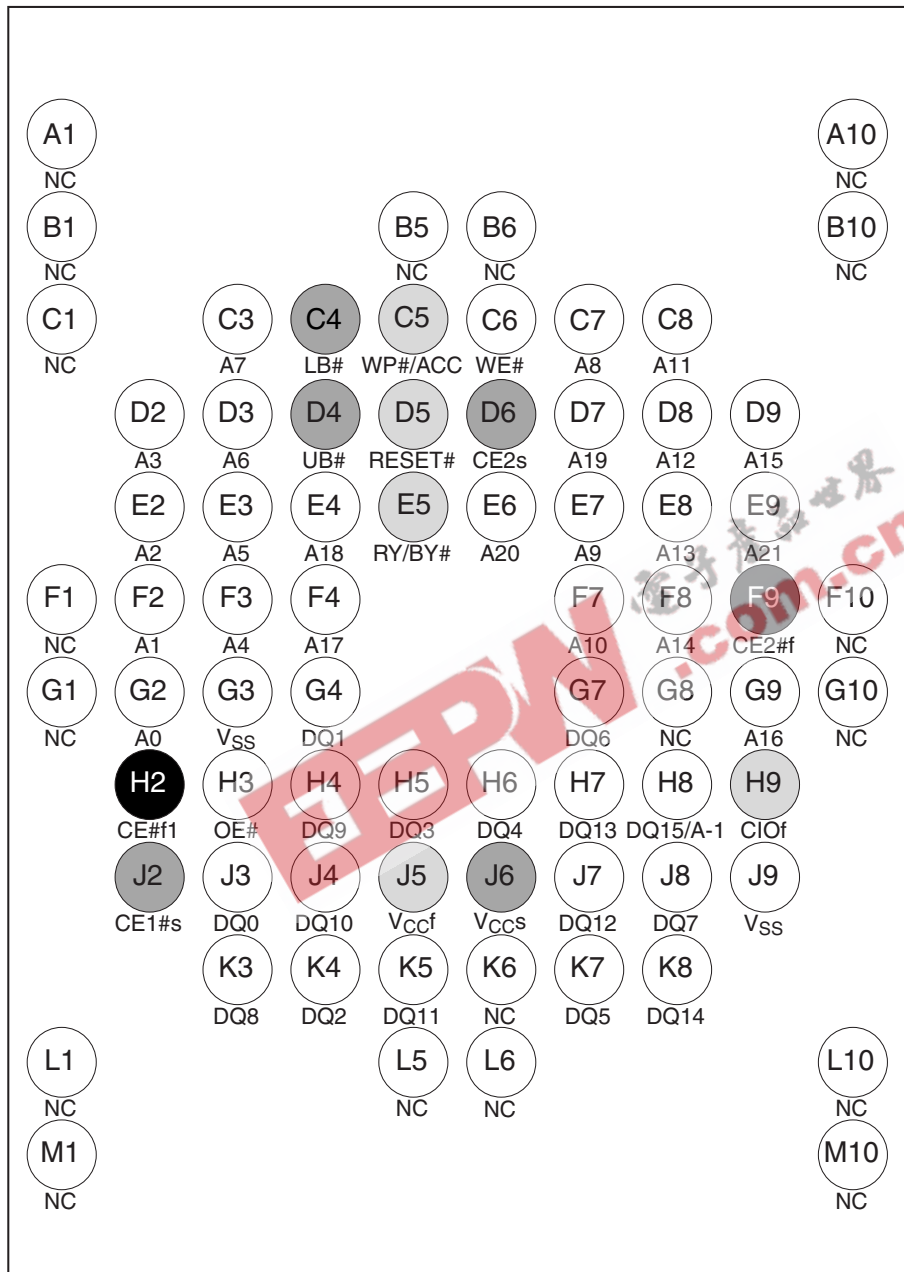 A1 A10
NC NC
B1 B5 B6 B10
NC NC NC NC
C1 C3 C4 C5 C6 C7 C8
NC A7 LB# WP#/ACC WE# A8 A11
D2 D3 D4 D5 D6 D7 D8 D9
A3 A6 UB# RESET# CE2s A19 A12 A15
E2 E3 E4 E5 E6 E7 E8 E9
A2 A5 A18 RY/BY# A20 A9 A13 A21
电子产品世界
F1 F2 F3 F4 F7 F8 F9 F10
NC A1 A4 A17 A10 A14 CE2#f NC
EEPW .com.cn
G1 G2 G3 G4 G7 G8 G9 G10
NC A0 VSS DQ1 DQ6 NC A16 NC
H2 H3 H4 H5 H6 H7 H8 H9
CE#f1 OE# DQ9 DQ3 DQ4 DQ13 DQ15/A-1 CIOf
J2 J3 J4 J5 J6 J7 J8 J9
CE1#s DQ0 DQ10 VCCf VCCs DQ12 DQ7 VSS
K3 K4 K5 K6 K7 K8
DQ8 DQ2 DQ11 NC DQ5 DQ14
L1 L5 L6 L10
NC NC NC NC
M1 M10
NC NC